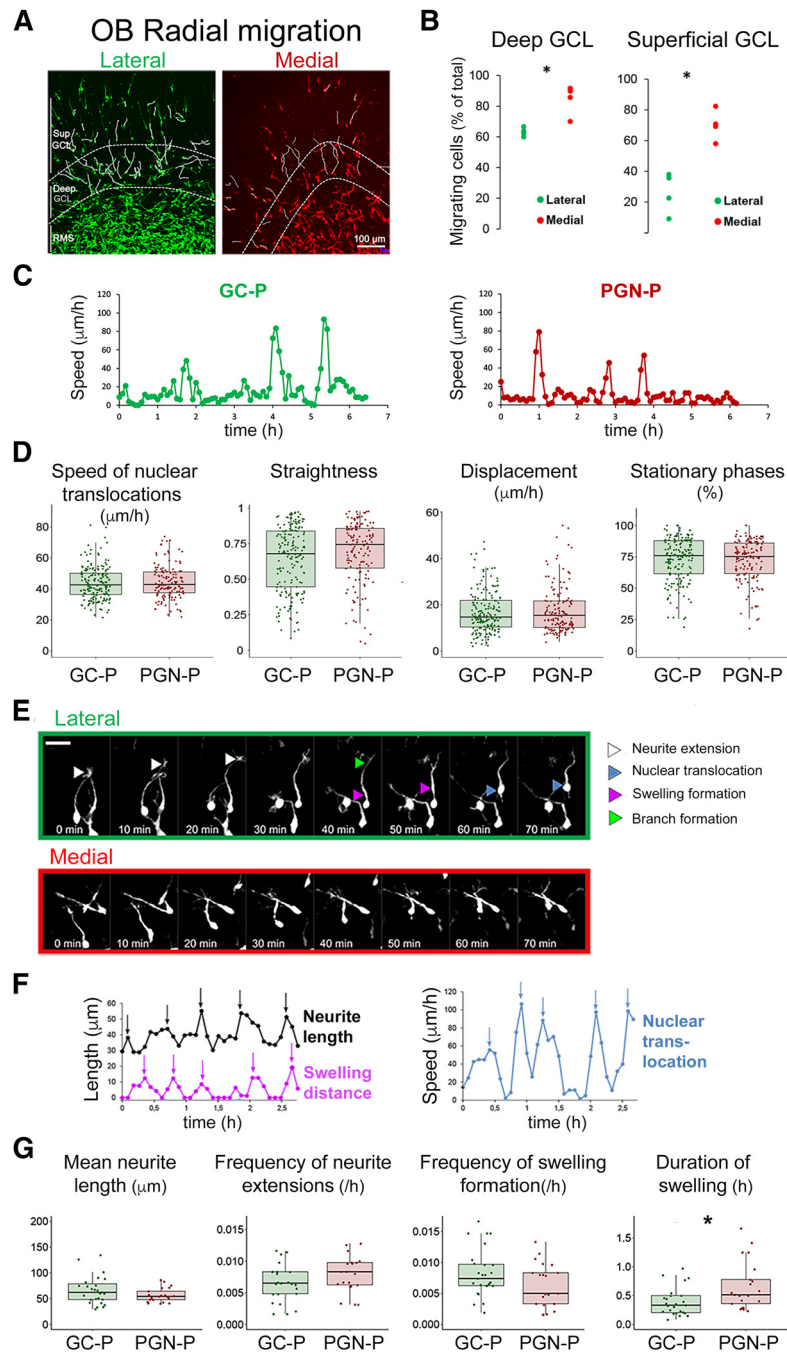 A
OB Radial migration
Lateral
Medial
Sup
GCL
Deep
GCL
RMS
100 µm
B
Deep GCL
Superficial GCL
Migrating cells (% of total)
100
80
60
40
20
0
*
Lateral
Medial
80
60
40
20
0
*
Lateral
Medial
C
GC-P
Speed (µm/h)
120
100
80
60
40
20
0
0 1 2 3 4 5 6 7
time (h)
PGN-P
Speed (µm/h)
120
100
80
60
40
20
0
0 1 2 3 4 5 6 7
time (h)
D
Speed of nuclear
translocations
(µm/h)
80
60
40
20
0
GC-P PGN-P
Straightness
1
0.75
0.50
0.25
0
GC-P PGN-P
Displacement
(µm/h)
60
40
20
0
GC-P PGN-P
Stationary phases
(%)
100
75
50
25
0
GC-P PGN-P
E
Lateral
0 min 10 min 20 min 30 min 40 min 50 min 60 min 70 min
Neurite extension
Nuclear translocation
Swelling formation
Branch formation
Medial
0 min 10 min 20 min 30 min 40 min 50 min 60 min 70 min
F
Length (µm)
100
80
60
40
20
0
Neurite
length
Swelling
distance
0 0,5 1 1,5 2 2,5
time (h)
Speed (µm/h)
120
100
80
60
40
20
0
Nuclear
trans-
location
0 0,5 1 1,5 2 2,5
time (h)
G
Mean neurite
length (µm)
200
150
100
50
0
GC-P PGN-P
Frequency of neurite
extensions (/h)
0.015
0.010
0.005
0.000
GC-P PGN-P
Frequency of swelling
formation(/h)
0.015
0.010
0.005
0.000
GC-P PGN-P
Duration of
swelling (h)
*
1.5
1.0
0.5
0.0
GC-P PGN-P